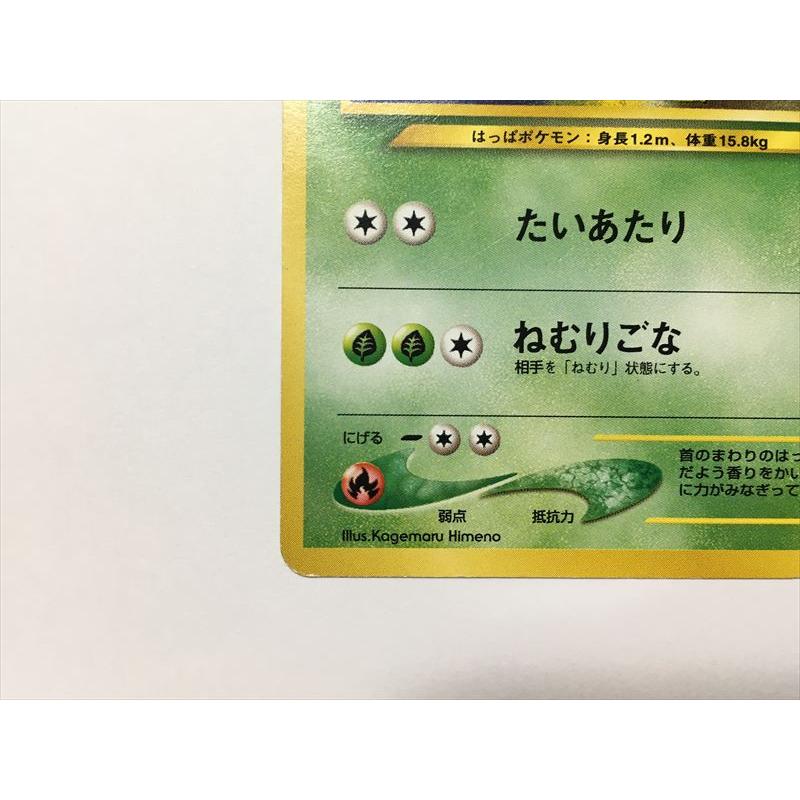 はっぱポケモン：身長1.2m、体重15.8kg
たいあたり
ねむりごな
相手を「ねむり」状態にする。
にげる
弱点
抵抗力
Illus.Kagemaru Himeno
首のまわりのはっ
だよう香りをかい
に力がみなぎって